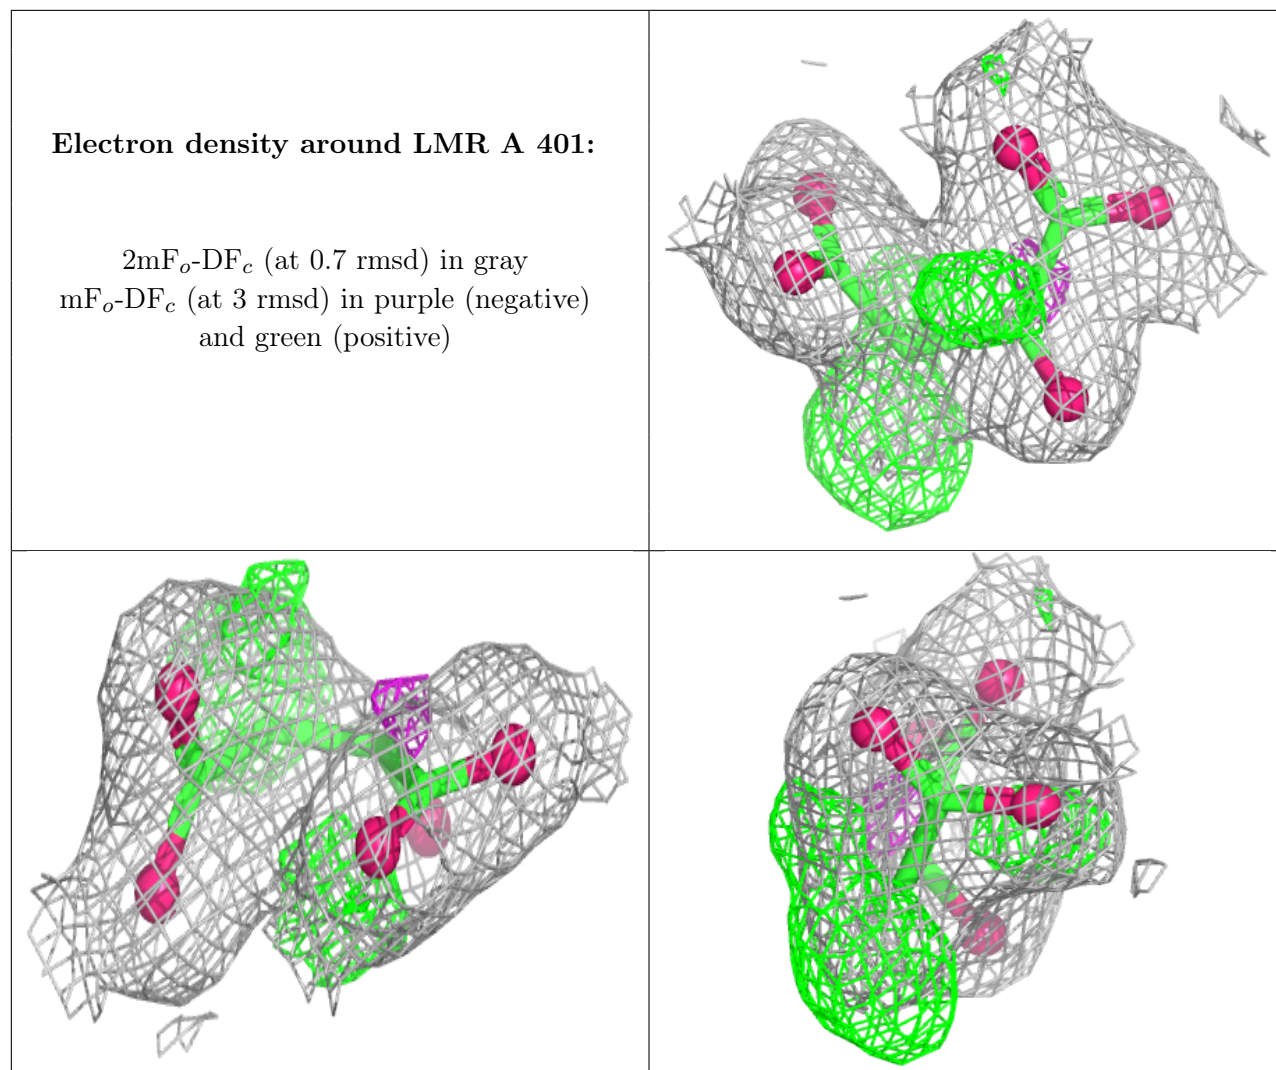 Electron density around LMR A 401:
2mFo-DFc (at 0.7 rmsd) in gray
mFo-DFc (at 3 rmsd) in purple (negative)
and green (positive)